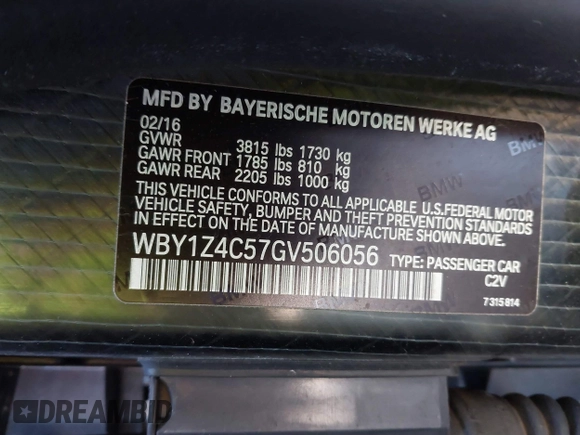 MFD BY BAYERISCHE MOTOREN WERKE AG
02/16
GVWR 3815 lbs 1730 kg
GAWR FRONT 1785 lbs 810 kg
GAWR REAR 2205 lbs 1000 kg
THIS VEHICLE CONFORMS TO ALL APPLICABLE U.S.FEDERAL MOTOR
VEHICLE SAFETY, BUMPER, AND THEFT PREVENTION STANDARDS
IN EFFECT ON THE DATE OF MANUFACTURE SHOWN ABOVE.
WBY1Z4C57GV506056 TYPE: PASSENGER CAR
C2V
7315814
DREAMBID